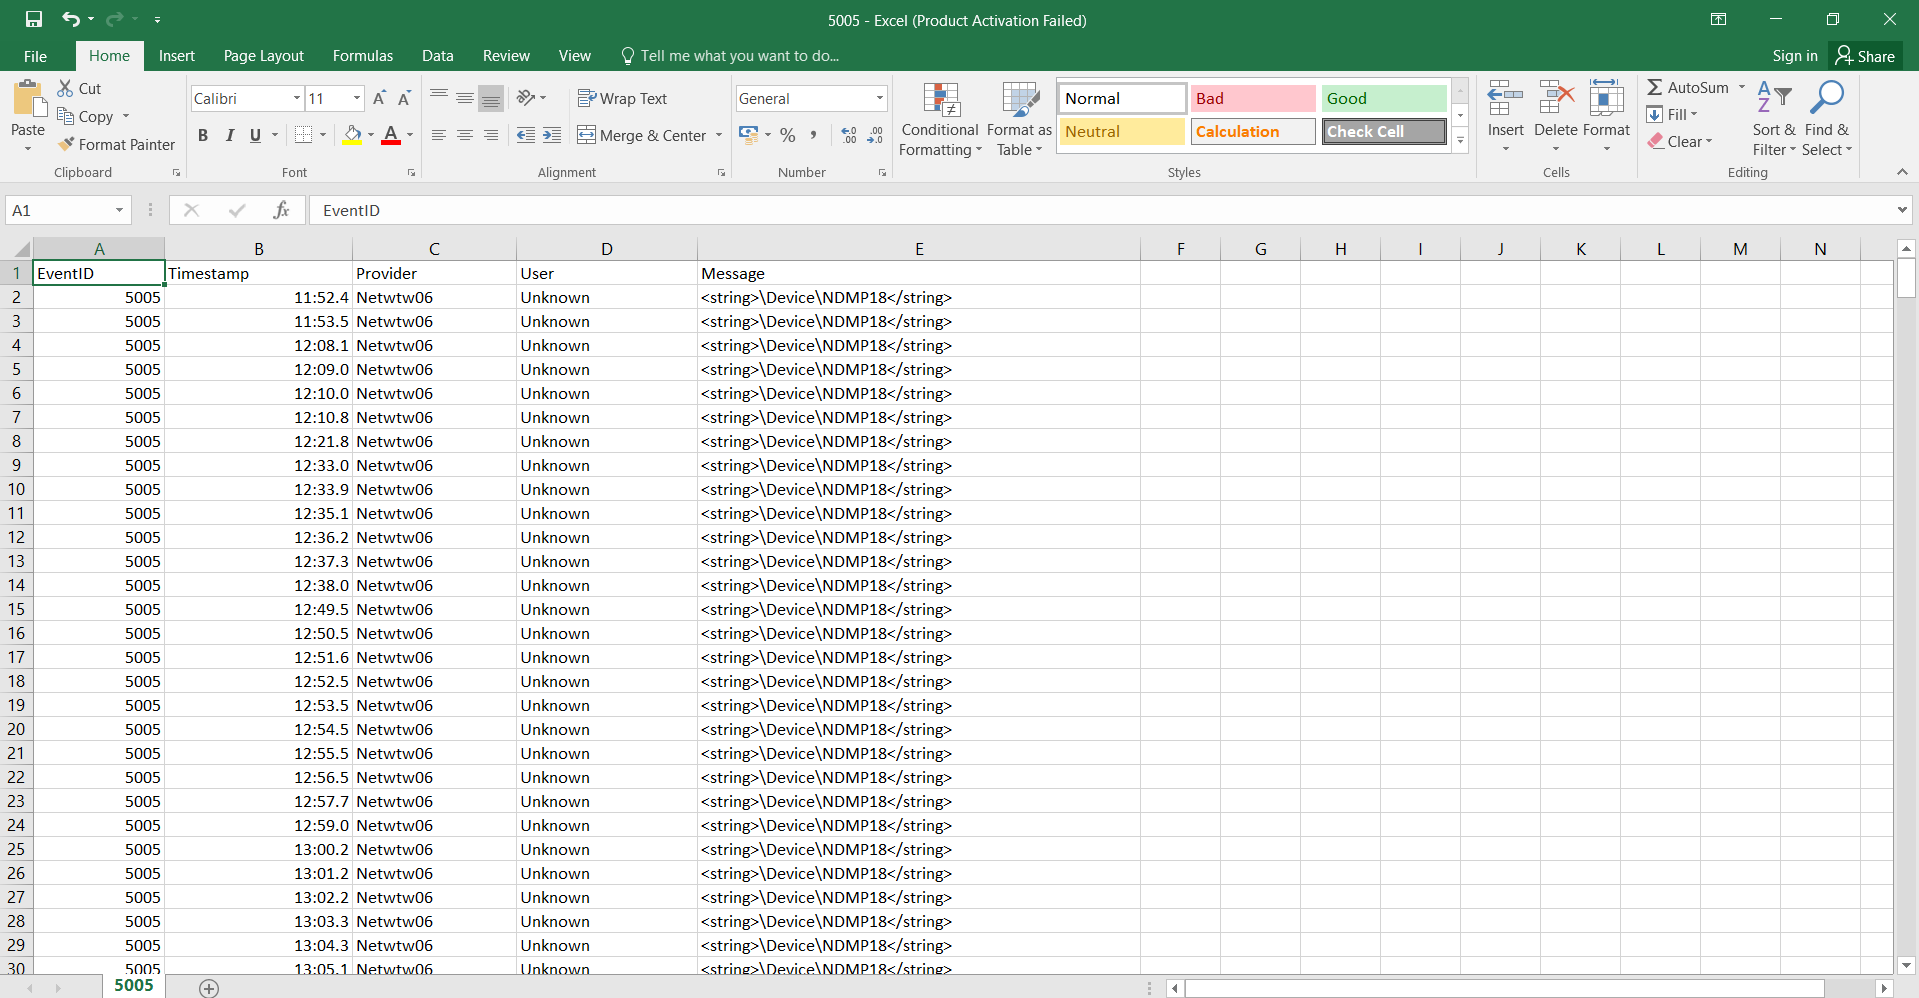 5005 - Excel (Product Activation Failed)
File Home Insert Page Layout Formulas Data Review View Tell me what you want to do... Sign in Share
Paste Cut Copy Format Painter Clipboard
Calibri 11 A A B I U A Font
Wrap Text Merge & Center Alignment
General % , .00 .00 Number
Conditional Formatting Format as Table
Normal Bad Good
Neutral Calculation Check Cell
Styles
Insert Delete Format Cells
AutoSum Fill Clear Sort & Filter Find & Select Editing
A1 fx EventID
A B C D E F G H I J K L M N
1 EventID Timestamp Provider User Message
2 5005 11:52.4 Netwtw06 Unknown <string>\Device\NDMP18</string>
3 5005 11:53.5 Netwtw06 Unknown <string>\Device\NDMP18</string>
4 5005 12:08.1 Netwtw06 Unknown <string>\Device\NDMP18</string>
5 5005 12:09.0 Netwtw06 Unknown <string>\Device\NDMP18</string>
6 5005 12:10.0 Netwtw06 Unknown <string>\Device\NDMP18</string>
7 5005 12:10.8 Netwtw06 Unknown <string>\Device\NDMP18</string>
8 5005 12:21.8 Netwtw06 Unknown <string>\Device\NDMP18</string>
9 5005 12:33.0 Netwtw06 Unknown <string>\Device\NDMP18</string>
10 5005 12:33.9 Netwtw06 Unknown <string>\Device\NDMP18</string>
11 5005 12:35.1 Netwtw06 Unknown <string>\Device\NDMP18</string>
12 5005 12:36.2 Netwtw06 Unknown <string>\Device\NDMP18</string>
13 5005 12:37.3 Netwtw06 Unknown <string>\Device\NDMP18</string>
14 5005 12:38.0 Netwtw06 Unknown <string>\Device\NDMP18</string>
15 5005 12:49.5 Netwtw06 Unknown <string>\Device\NDMP18</string>
16 5005 12:50.5 Netwtw06 Unknown <string>\Device\NDMP18</string>
17 5005 12:51.6 Netwtw06 Unknown <string>\Device\NDMP18</string>
18 5005 12:52.5 Netwtw06 Unknown <string>\Device\NDMP18</string>
19 5005 12:53.5 Netwtw06 Unknown <string>\Device\NDMP18</string>
20 5005 12:54.5 Netwtw06 Unknown <string>\Device\NDMP18</string>
21 5005 12:55.5 Netwtw06 Unknown <string>\Device\NDMP18</string>
22 5005 12:56.5 Netwtw06 Unknown <string>\Device\NDMP18</string>
23 5005 12:57.7 Netwtw06 Unknown <string>\Device\NDMP18</string>
24 5005 12:59.0 Netwtw06 Unknown <string>\Device\NDMP18</string>
25 5005 13:00.2 Netwtw06 Unknown <string>\Device\NDMP18</string>
26 5005 13:01.2 Netwtw06 Unknown <string>\Device\NDMP18</string>
27 5005 13:02.2 Netwtw06 Unknown <string>\Device\NDMP18</string>
28 5005 13:03.3 Netwtw06 Unknown <string>\Device\NDMP18</string>
29 5005 13:04.3 Netwtw06 Unknown <string>\Device\NDMP18</string>
30 5005 13:05.1 Netwtw06 Unknown <string>\Device\NDMP18</string>
5005